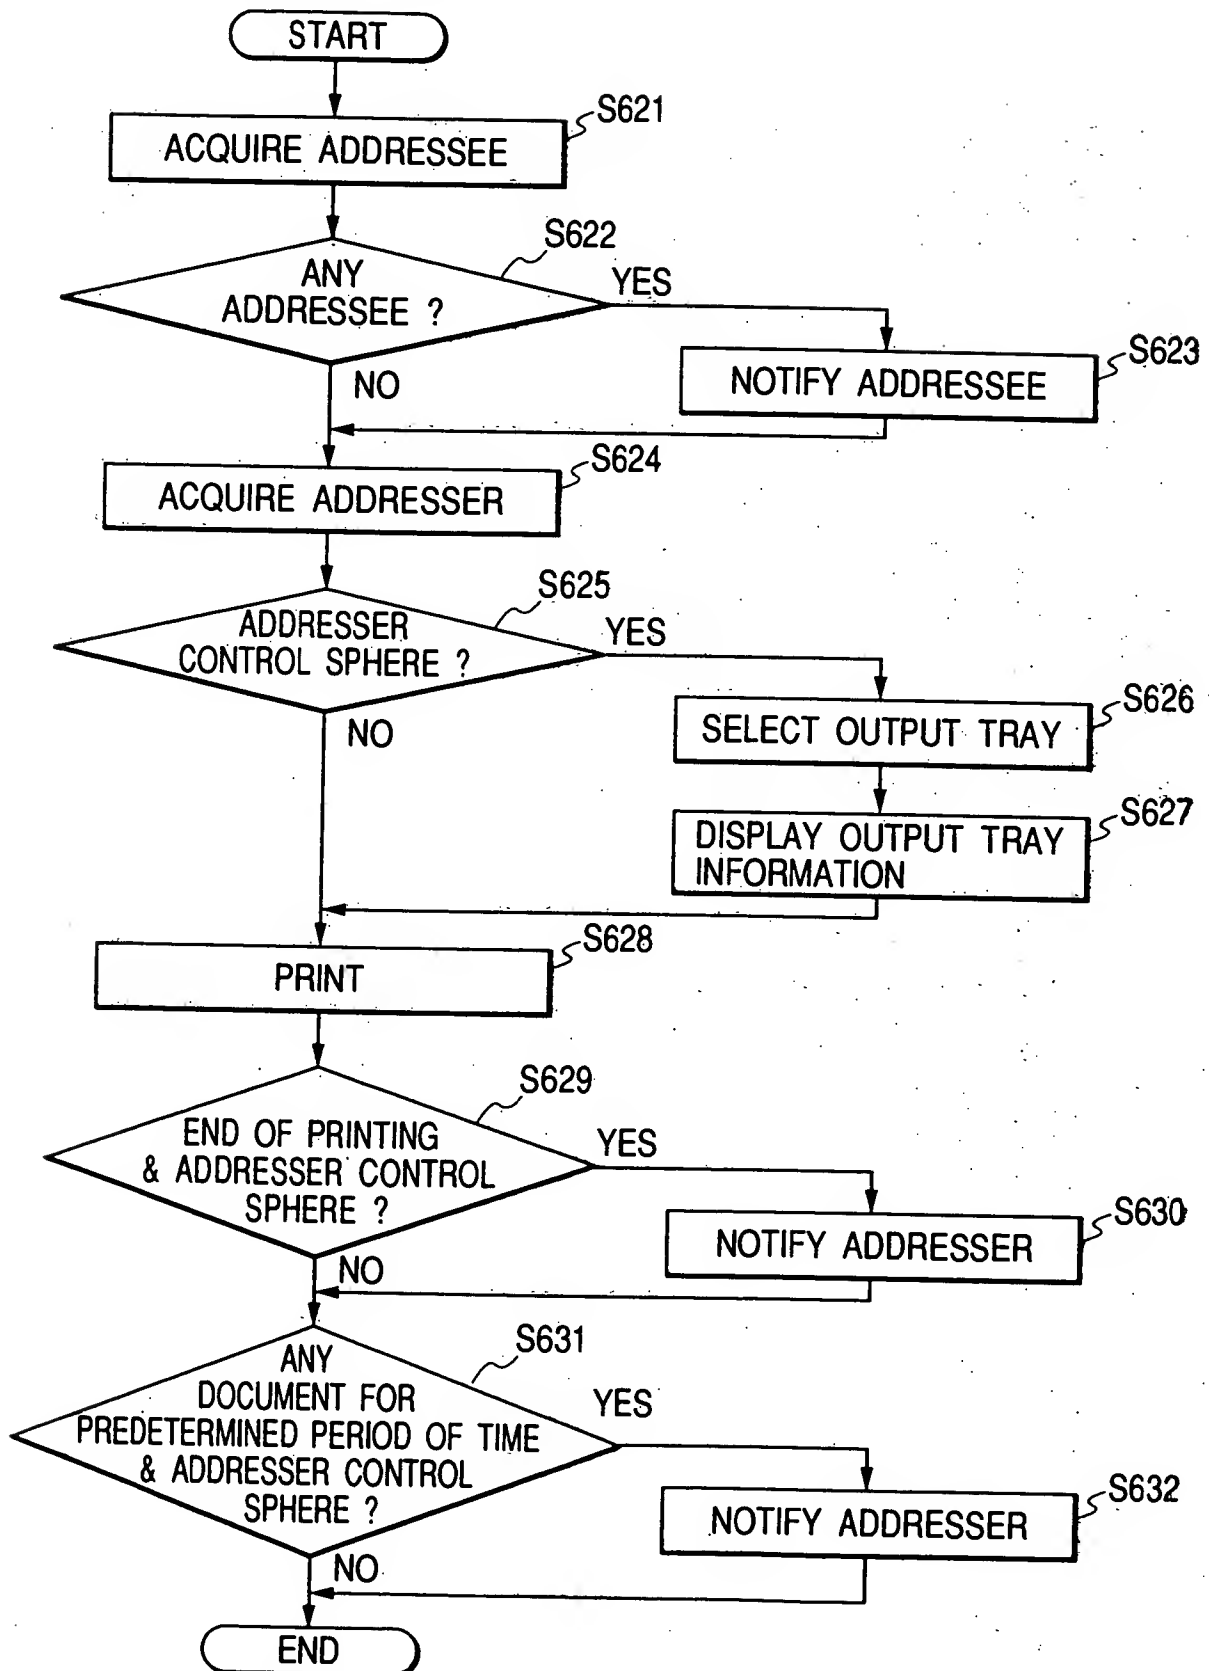 START
S621
ACQUIRE ADDRESSEE
S622
ANY
ADDRESSEE ?
YES
S623
NOTIFY ADDRESSEE
NO
S624
ACQUIRE ADDRESSER
S625
ADDRESSER
CONTROL SPHERE ?
YES
S626
SELECT OUTPUT TRAY
NO
S627
DISPLAY OUTPUT TRAY
INFORMATION
S628
PRINT
S629
END OF PRINTING
& ADDRESSER CONTROL
SPHERE ?
YES
S630
NOTIFY ADDRESSER
NO
S631
ANY
DOCUMENT FOR
PREDETERMINED PERIOD OF TIME
& ADDRESSER CONTROL
SPHERE ?
YES
S632
NOTIFY ADDRESSER
NO
END